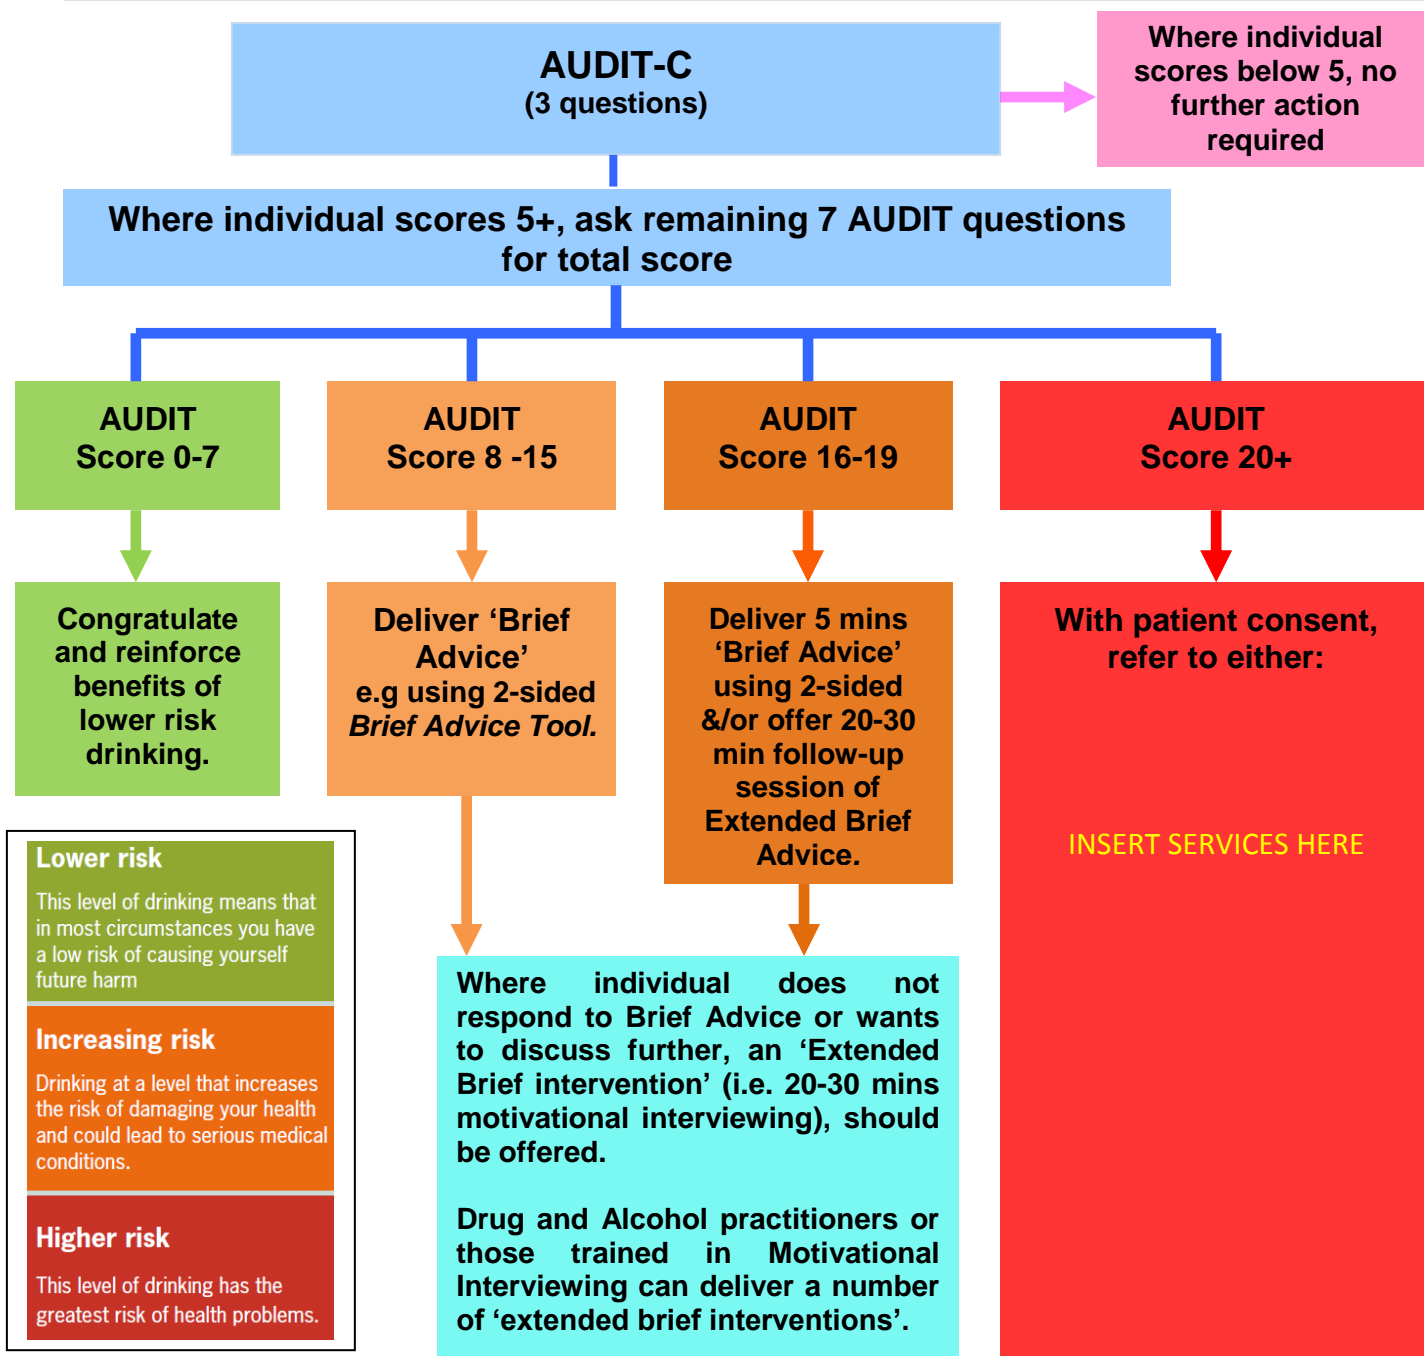 AUDIT-C
(3 questions)
Where individual
scores below 5, no
further action
required
Where individual scores 5+, ask remaining 7 AUDIT questions
for total score
AUDIT
Score 0-7
AUDIT
Score 8 -15
AUDIT
Score 16-19
AUDIT
Score 20+
Congratulate
and reinforce
benefits of
lower risk
drinking.
Deliver ‘Brief
Advice’
e.g using 2-sided
Brief Advice Tool.
Deliver 5 mins
‘Brief Advice’
using 2-sided
&/or offer 20-30
min follow-up
session of
Extended Brief
Advice.
With patient consent,
refer to either:
INSERT SERVICES HERE
Lower risk
This level of drinking means that
in most circumstances you have
a low risk of causing yourself
future harm
Increasing risk
Drinking at a level that increases
the risk of damaging your health
and could lead to serious medical
conditions.
Higher risk
This level of drinking has the
greatest risk of health problems.
Where individual does not
respond to Brief Advice or wants
to discuss further, an ‘Extended
Brief intervention’ (i.e. 20-30 mins
motivational interviewing), should
be offered.
Drug and Alcohol practitioners or
those trained in Motivational
Interviewing can deliver a number
of ‘extended brief interventions’.